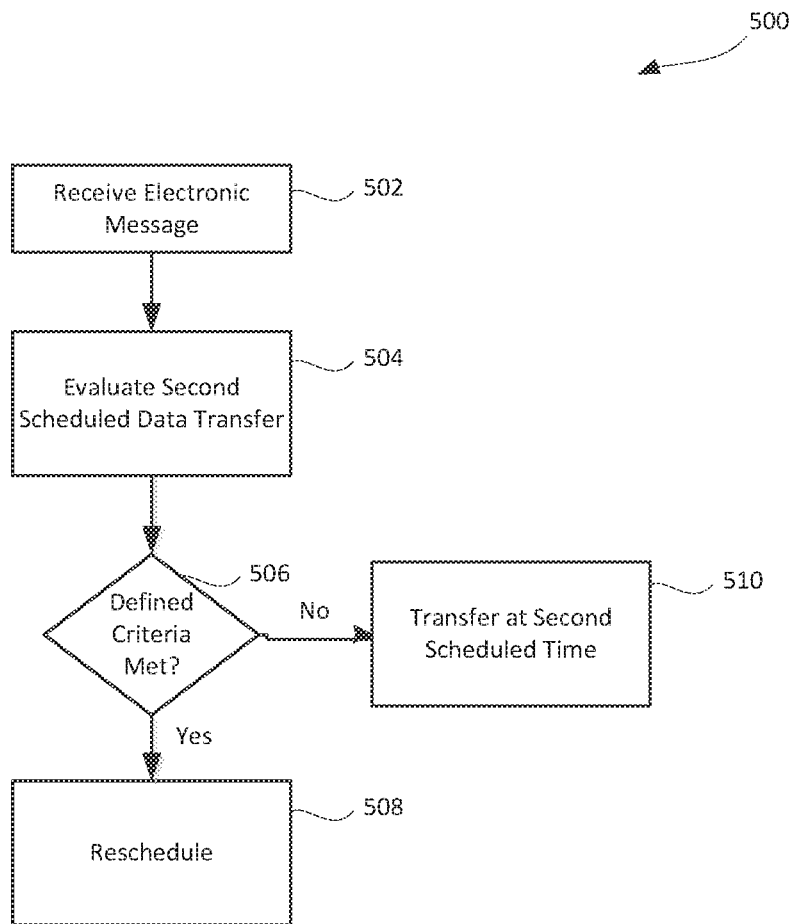 500
Receive Electronic
Message
502
Evaluate Second
Scheduled Data Transfer
504
Defined
Criteria
Met?
506
No
Transfer at Second
Scheduled Time
510
Yes
Reschedule
508